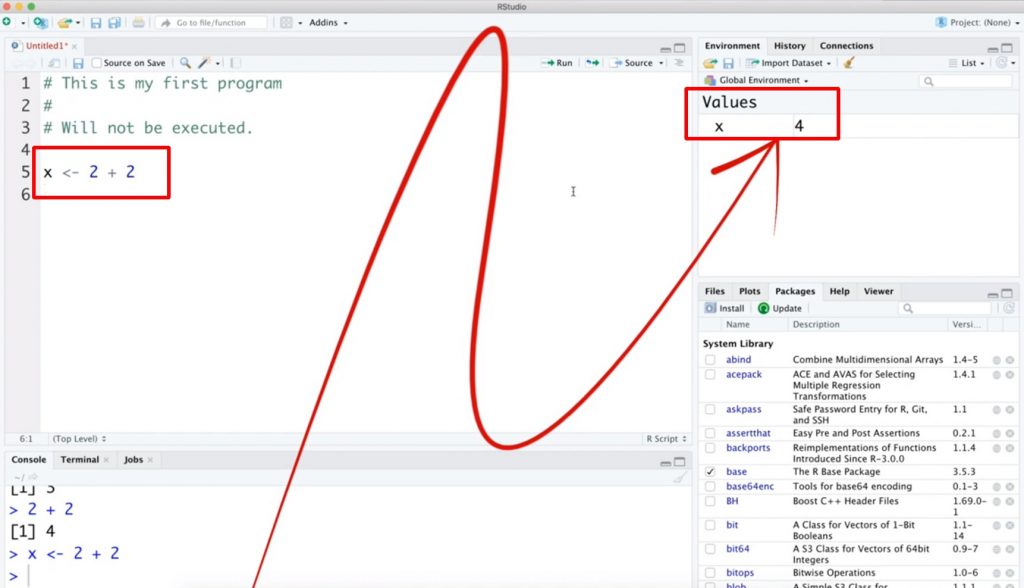 RStudio
Go to file/function
Addins
Project: (None)
Untitled1*
Source on Save
Run
Source
1 # This is my first program
2 #
3 # Will not be executed.
4
5 x <- 2 + 2
6
6:1 (Top Level)
R Script
Console Terminal Jobs
~/
[1] 3
> 2 + 2
[1] 4
> x <- 2 + 2
>
Environment History Connections
Import Dataset
List
Global Environment
Values
x 4
Files Plots Packages Help Viewer
Install Update
Name Description Versi...
System Library
abind Combine Multidimensional Arrays 1.4-5
acepack ACE and AVAS for Selecting 1.4.1
Multiple Regression
Transformations
askpass Safe Password Entry for R, Git, 1.1
and SSH
assertthat Easy Pre and Post Assertions 0.2.1
backports Reimplementations of Functions 1.1.4
Introduced Since R-3.0.0
base The R Base Package 3.5.3
base64enc Tools for base64 encoding 0.1-3
BH Boost C++ Header Files 1.69.0-
1
bit A Class for Vectors of 1-Bit 1.1-
Booleans 14
bit64 A S3 Class for Vectors of 64bit 0.9-7
Integers
bitops Bitwise Operations 1.0-6
blob A Simple S3 Class for 1.1.1